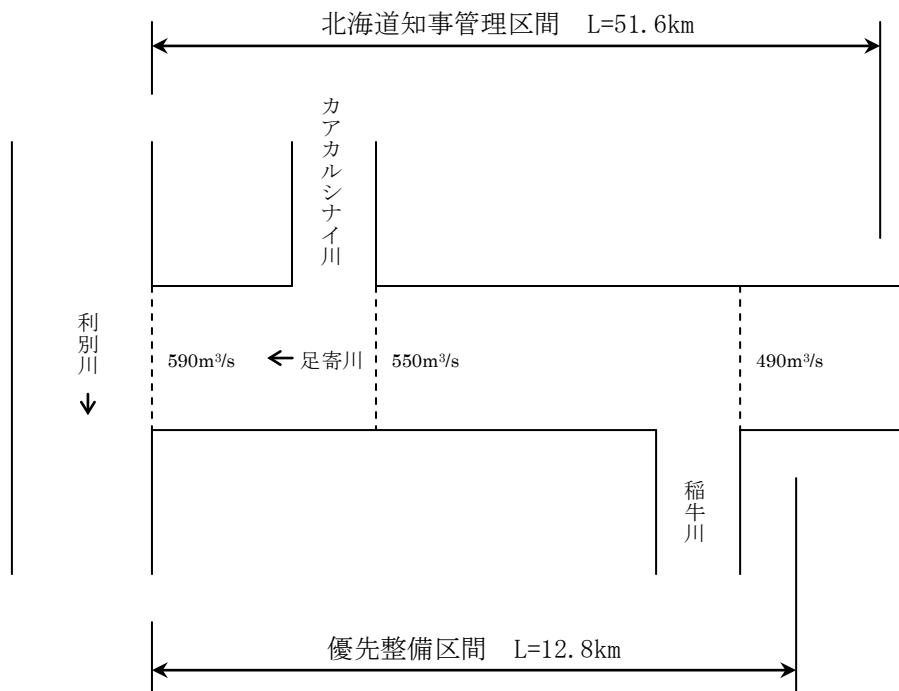 北海道知事管理区間 L=51.6km
カアカルシナイ川
利別川
590m³/s
足寄川
550m³/s
490m³/s
稲牛川
優先整備区間 L=12.8km